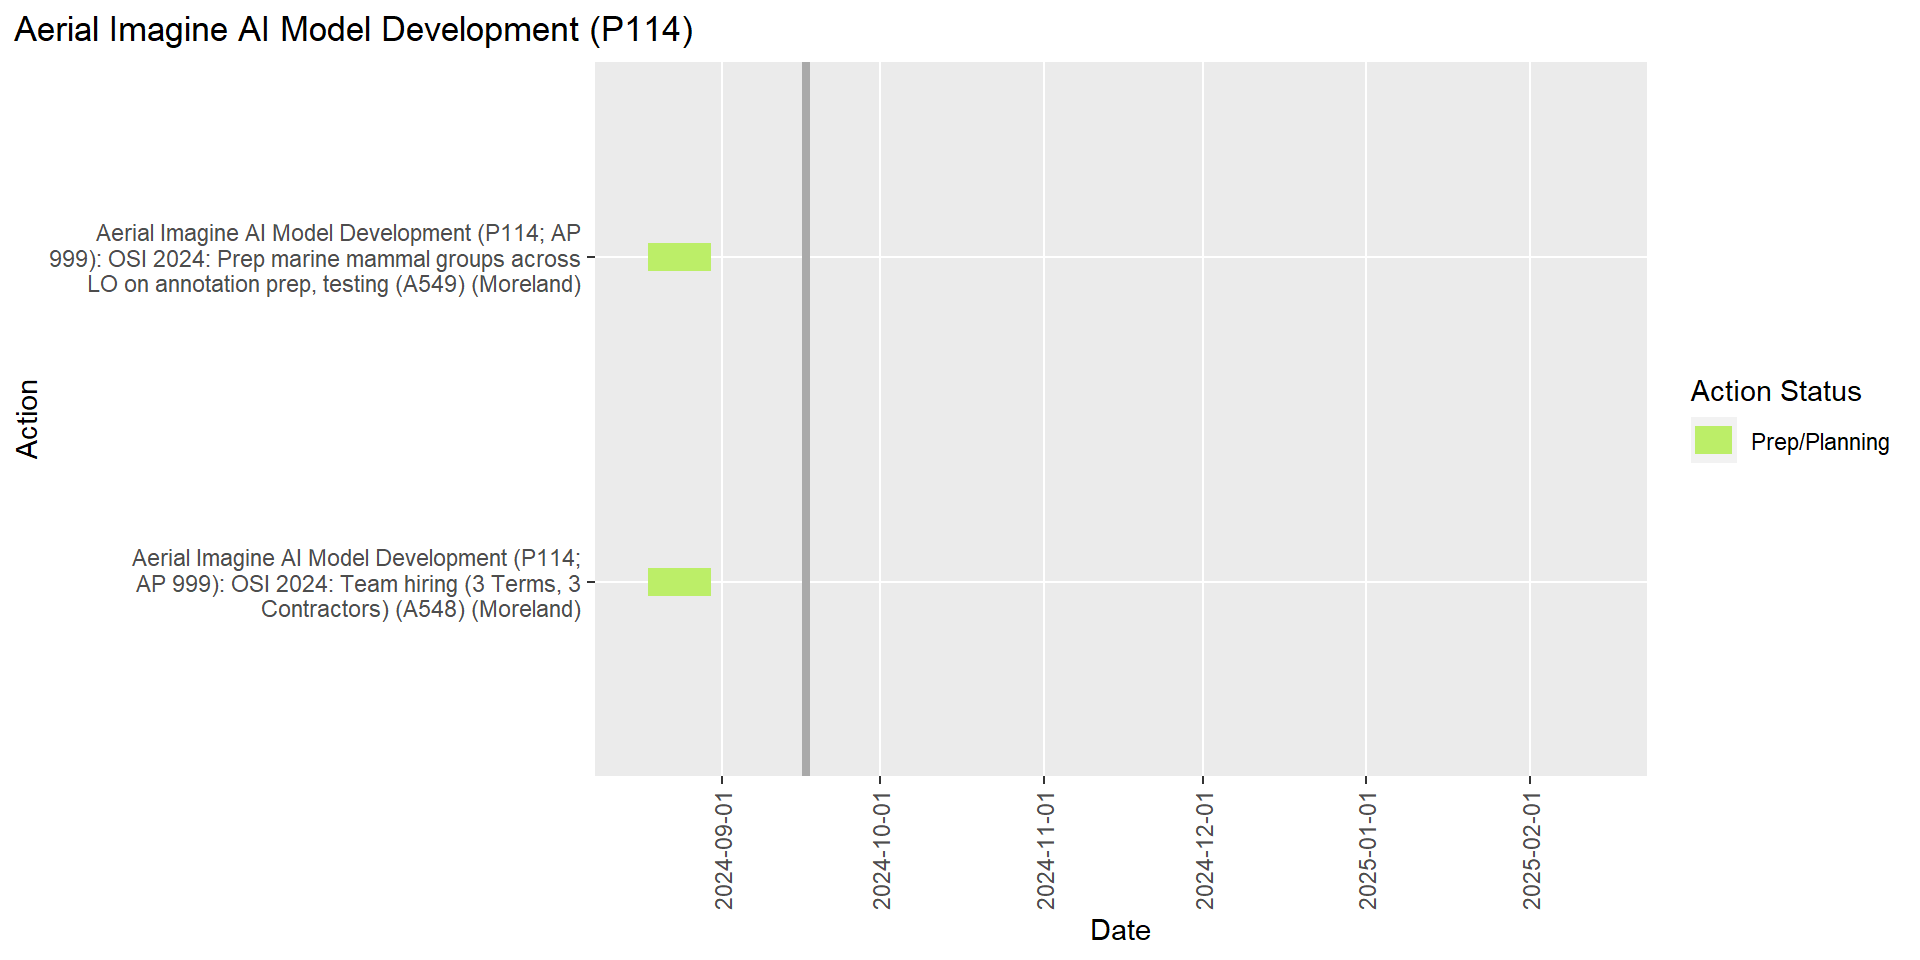 Aerial Imagine AI Model Development (P114)
Aerial Imagine AI Model Development (P114; AP
999): OSI 2024: Prep marine mammal groups across
LO on annotation prep, testing (A549) (Moreland)
Aerial Imagine AI Model Development (P114;
AP 999): OSI 2024: Team hiring (3 Terms, 3
Contractors) (A548) (Moreland)
Action
2024-09-01
2024-10-01
2024-11-01
2024-12-01
2025-01-01
2025-02-01
Date
Action Status
Prep/Planning